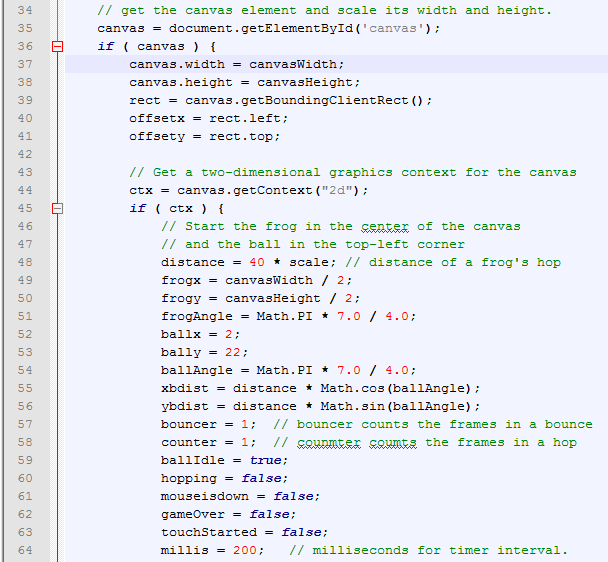 34 // get the canvas element and scale its width and height.
35 canvas = document.getElementById('canvas');
36 if ( canvas ) {
37 canvas.width = canvasWidth;
38 canvas.height = canvasHeight;
39 rect = canvas.getBoundingClientRect();
40 offsetx = rect.left;
41 offsety = rect.top;
42
43 // Get a two-dimensional graphics context for the canvas
44 ctx = canvas.getContext("2d");
45 if ( ctx ) {
46 // Start the frog in the center of the canvas
47 // and the ball in the top-left corner
48 distance = 40 * scale; // distance of a frog's hop
49 frogx = canvasWidth / 2;
50 frogy = canvasHeight / 2;
51 frogAngle = Math.PI * 7.0 / 4.0;
52 ballx = 2;
53 bally = 22;
54 ballAngle = Math.PI * 7.0 / 4.0;
55 xbdist = distance * Math.cos(ballAngle);
56 ybdist = distance * Math.sin(ballAngle);
57 bouncer = 1; // bouncer counts the frames in a bounce
58 counter = 1; // counmter coumts the frames in a hop
59 ballIdle = true;
60 hopping = false;
61 mouseisdown = false;
62 gameOver = false;
63 touchStarted = false;
64 millis = 200; // milliseconds for timer interval.